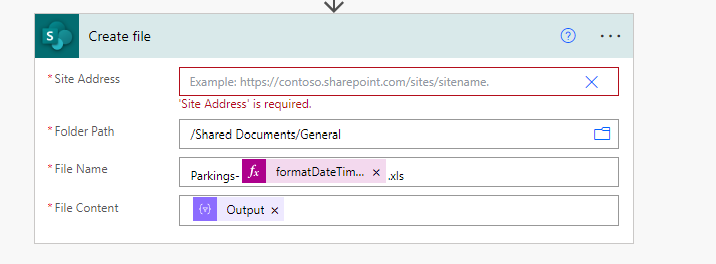 S
Create file
* Site Address
Example: https://contoso.sharepoint.com/sites/sitename.
'Site Address' is required.
* Folder Path
/Shared Documents/General
* File Name
Parkings- fx formatDateTim... × .xls
* File Content
{v} Output ×